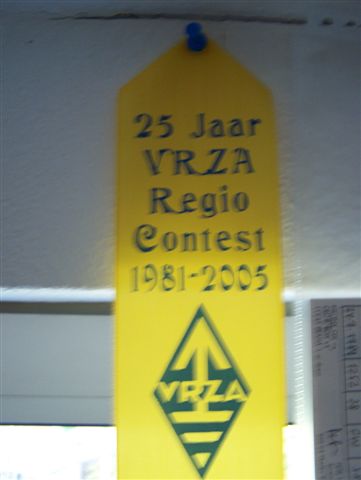 25 Jaar
VRZA
Regio
Contest
1981-2005
VRZA